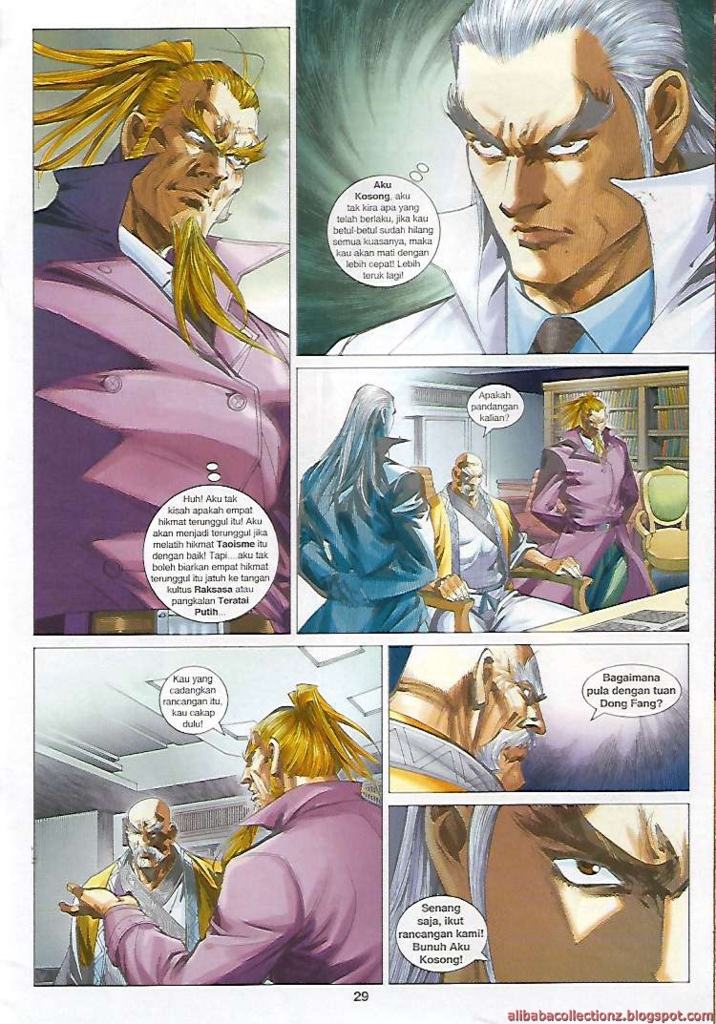 Aku
Kosong, aku
tak kira apa yang
telah berlaku, jika kau
betul-betul sudah hilang
semua kuasanya, maka
kau akan mati dengan
lebih cepat! Lebih
teruk lagi!
Huh! Aku tak
kisah apakah empat
hikmat terunggul itu! Aku
akan menjadi terunggul jika
melatih hikmat Taoisme itu
dengan baik! Tapi....aku tak
boleh biarkan empat hikmat
terunggul itu jatuh ke tangan
kultus Raksasa atau
pangkalan Teratai
Putih...
Apakah
pandangan
kalian?
Kau yang
cadangkan
rancangan itu,
kau cakap
dulu!
Bagaimana
pula dengan tuan
Dong Fang?
Senang
saja, ikut
rancangan kami!
Bunuh Aku
Kosong!
29
alibabacollectionz.blogspot.com